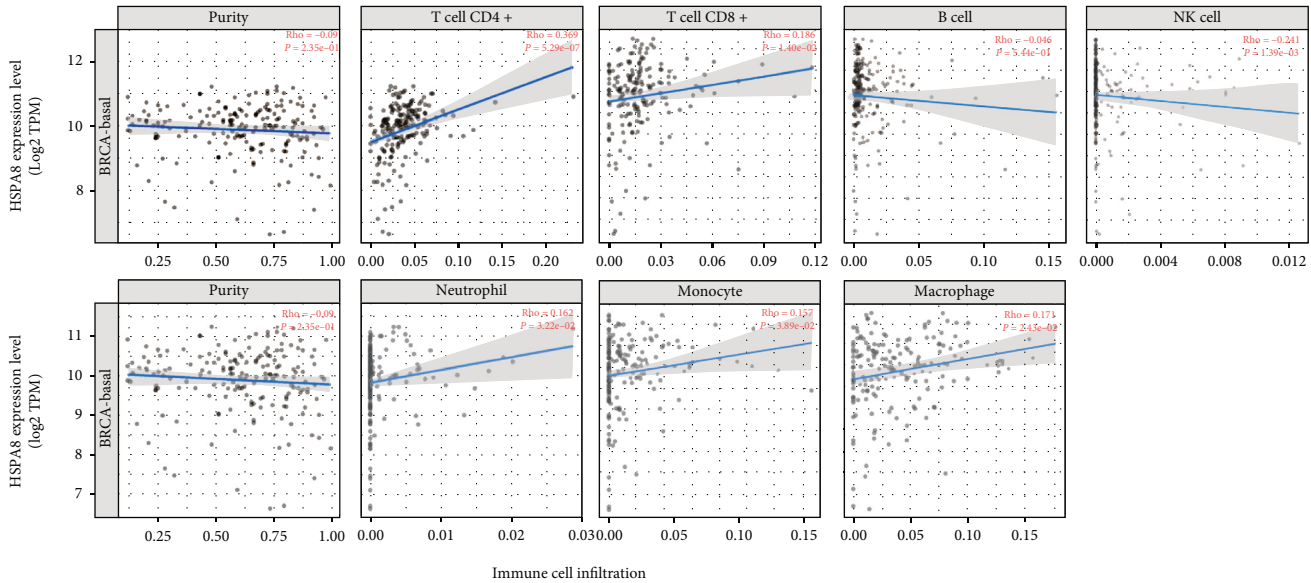 Purity
T cell CD4 +
T cell CD8 +
B cell
NK cell
Rho = −0.09
P = 2.35e−01
Rho = 0.369
P = 5.29e−07
Rho = 0.186
P = 1.40e−02
Rho = −0.046
P = 5.44e−01
Rho = −0.241
P = 1.39e−03
HSPA8 expression level
(Log2 TPM)
BRCA-basal
12
10
8
0.25 0.50 0.75 1.00
0.00 0.05 0.10 0.15 0.20
0.00 0.03 0.06 0.09 0.12
0.00 0.05 0.10 0.15
0.000 0.004 0.008 0.012
Purity
Neutrophil
Monocyte
Macrophage
Rho = −0.09
P = 2.35e−01
Rho = 0.162
P = 3.22e−02
Rho = 0.157
P = 3.89e−02
Rho = 0.171
P = 2.43e−02
HSPA8 expression level
(log2 TPM)
BRCA-basal
11
10
9
8
7
0.25 0.50 0.75 1.00
0.00 0.01 0.02 0.03
0.00 0.05 0.10 0.15
0.00 0.05 0.10 0.15
Immune cell infiltration